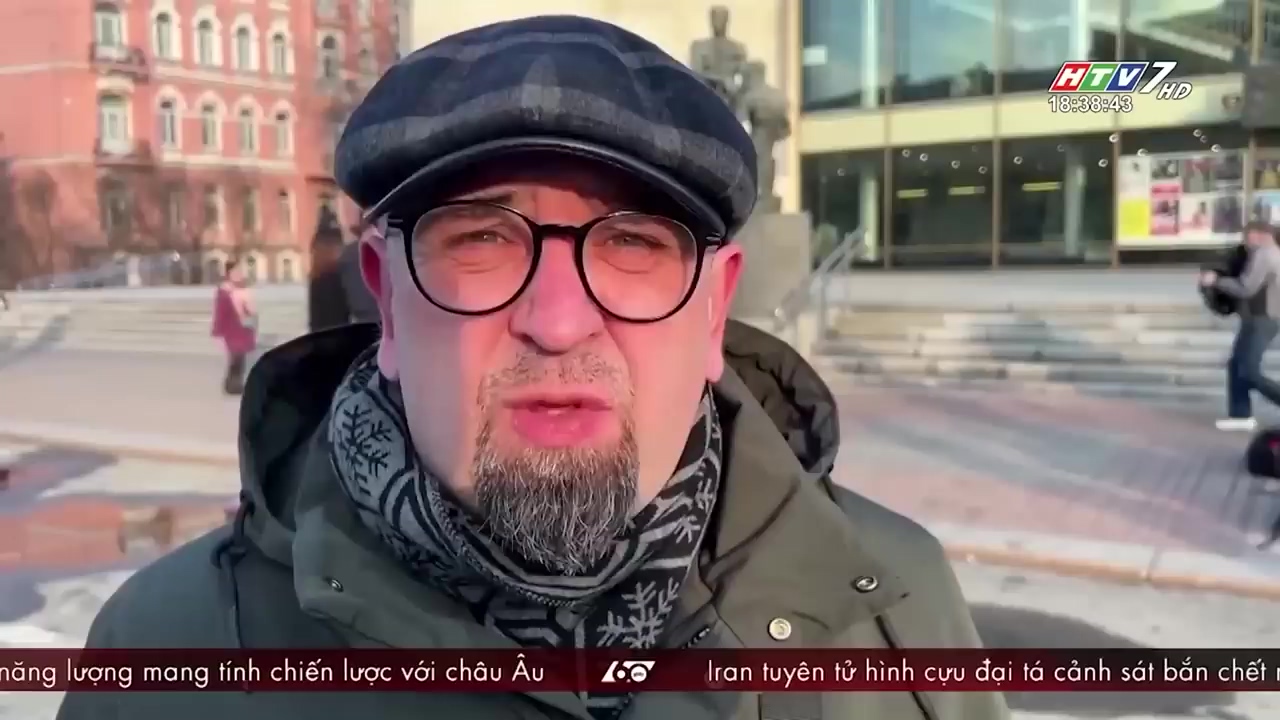 HTV7 HD
18:38:43
năng lượng mang tính chiến lược với châu Âu
60 Iran tuyên tử hình cựu đại tá cảnh sát bắn chết